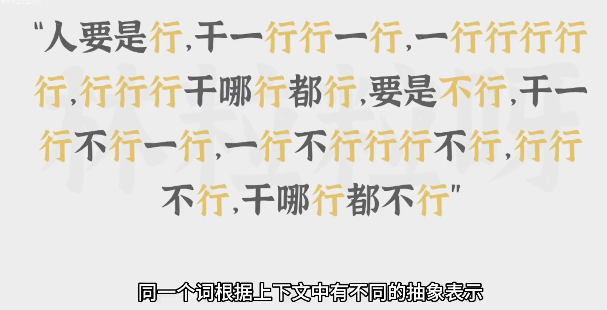 “人要是行,干一行行一行,一行行行行
行,行行行干哪行都行,要是不行,干一
行不行一行,一行不行行行不行,行行
不行,干哪行都不行”
同一个词根据上下文中有不同的抽象表示